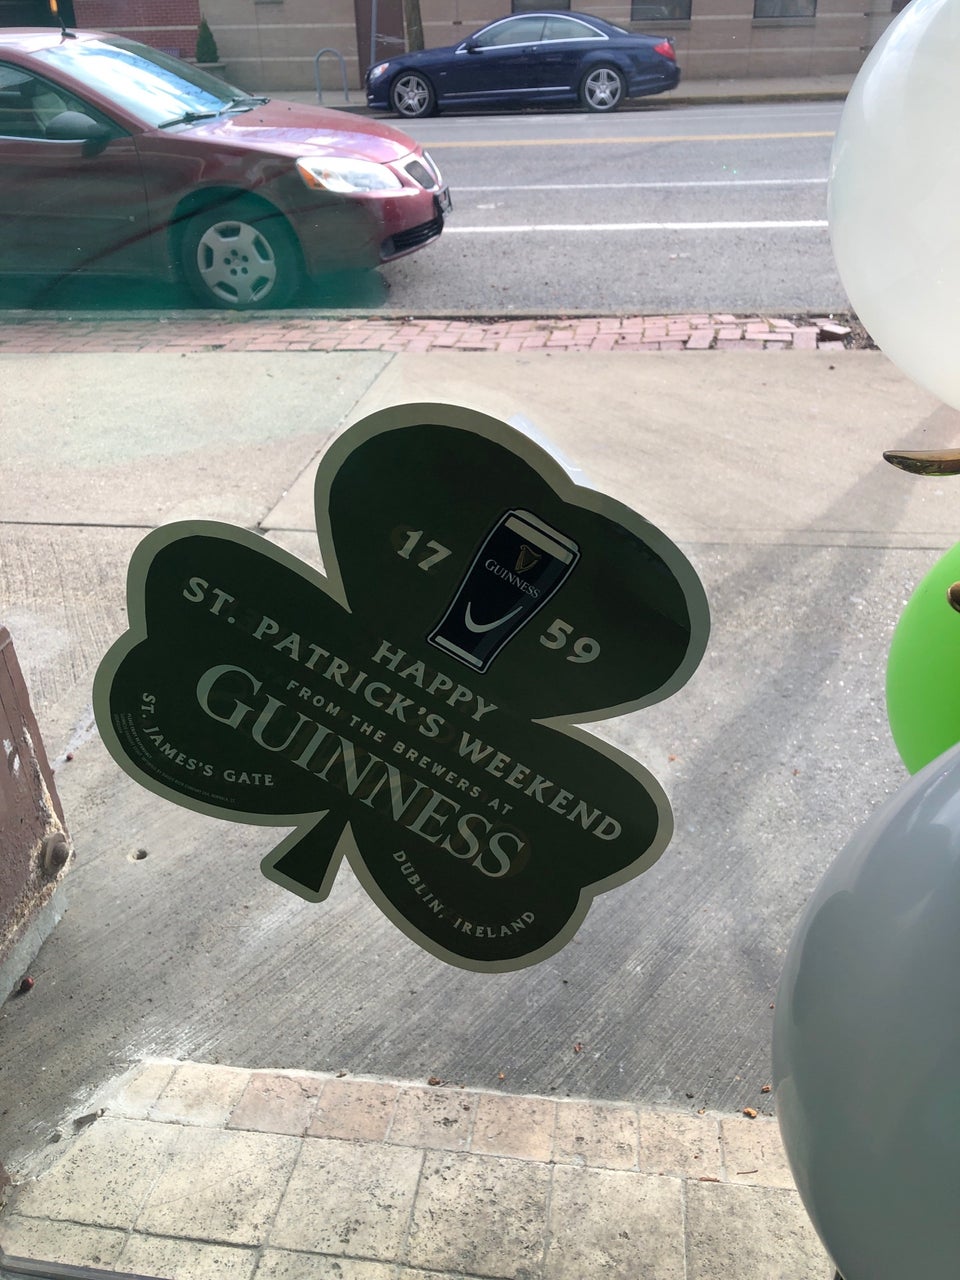 17 59
GUINNESS
HAPPY
ST. PATRICK'S WEEKEND
FROM THE BREWERS AT
GUINNESS
ST. JAMES'S GATE
DUBLIN, IRELAND